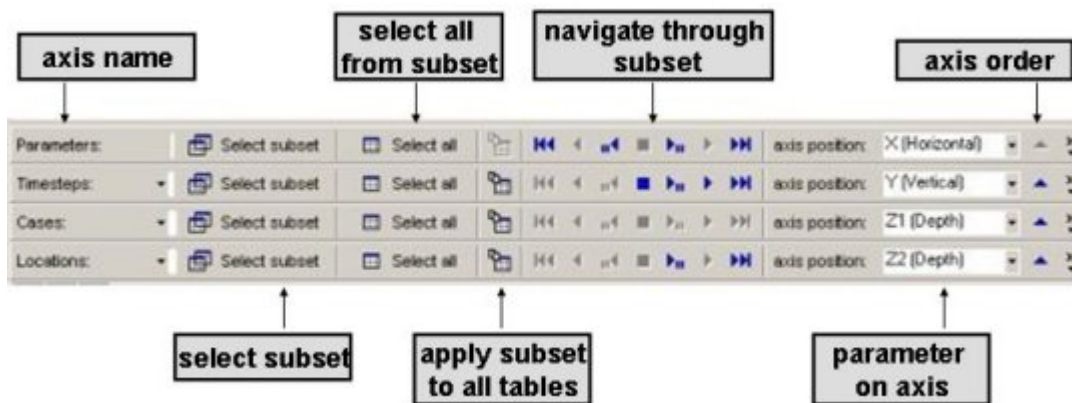 axis name
select all
from subset
navigate through
subset
axis order
Parameters: Select subset Select all axis position: X (Horizontal)
Timesteps: Select subset Select all axis position: Y (Vertical)
Cases: Select subset Select all axis position: Z1 (Depth)
Locations: Select subset Select all axis position: Z2 (Depth)
select subset
apply subset
to all tables
parameter
on axis